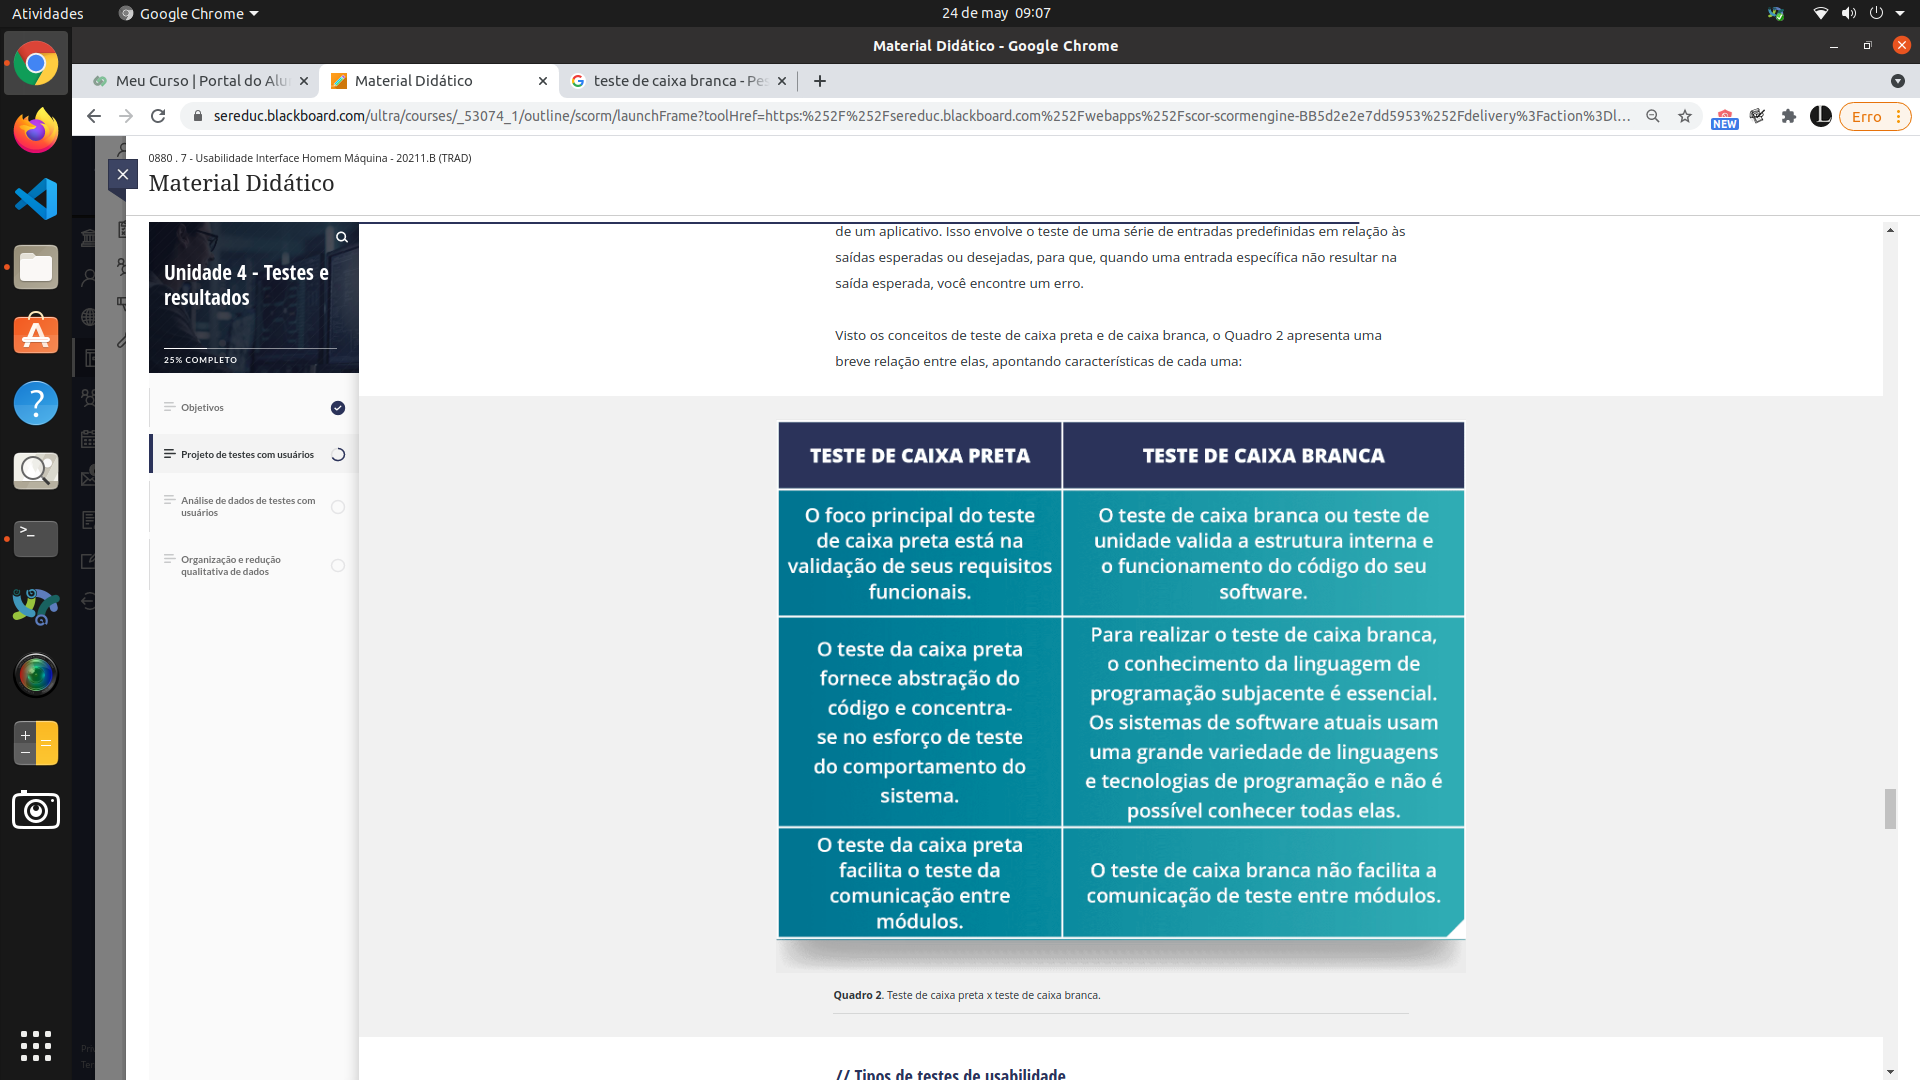 Atividades
Google Chrome
24 de may 09:07
Material Didático - Google Chrome
Meu Curso | Portal do Alu
Material Didático
teste de caixa branca - Pes
sereduc.blackboard.com/ultra/courses/_53074_1/outline/scorm/launchFrame?toolHref=https:%252F%252Fsereduc.blackboard.com%252Fwebapps%252Fscor-scormengine-BB5d2e2e7dd5953%252Fdelivery%3Faction%3Dl...
NEW
Erro
0880 . 7 - Usabilidade Interface Homem Máquina - 20211.B (TRAD)
Material Didático
Unidade 4 - Testes e
resultados
25% COMPLETO
Objetivos
Projeto de testes com usuários
Análise de dados de testes com
usuários
Organização e redução
qualitativa de dados
de um aplicativo. Isso envolve o teste de uma série de entradas predefinidas em relação às
saídas esperadas ou desejadas, para que, quando uma entrada específica não resultar na
saída esperada, você encontre um erro.
Visto os conceitos de teste de caixa preta e de caixa branca, o Quadro 2 apresenta uma
breve relação entre elas, apontando características de cada uma:
TESTE DE CAIXA PRETA
TESTE DE CAIXA BRANCA
O foco principal do teste
de caixa preta está na
validação de seus requisitos
funcionais.
O teste de caixa branca ou teste de
unidade valida a estrutura interna e
o funcionamento do código do seu
software.
O teste da caixa preta
fornece abstração do
código e concentra-
se no esforço de teste
do comportamento do
sistema.
Para realizar o teste de caixa branca,
o conhecimento da linguagem de
programação subjacente é essencial.
Os sistemas de software atuais usam
uma grande variedade de linguagens
e tecnologias de programação e não é
possível conhecer todas elas.
O teste da caixa preta
facilita o teste da
comunicação entre
módulos.
O teste de caixa branca não facilita a
comunicação de teste entre módulos.
Quadro 2. Teste de caixa preta x teste de caixa branca.
// Tipos de testes de usabilidade